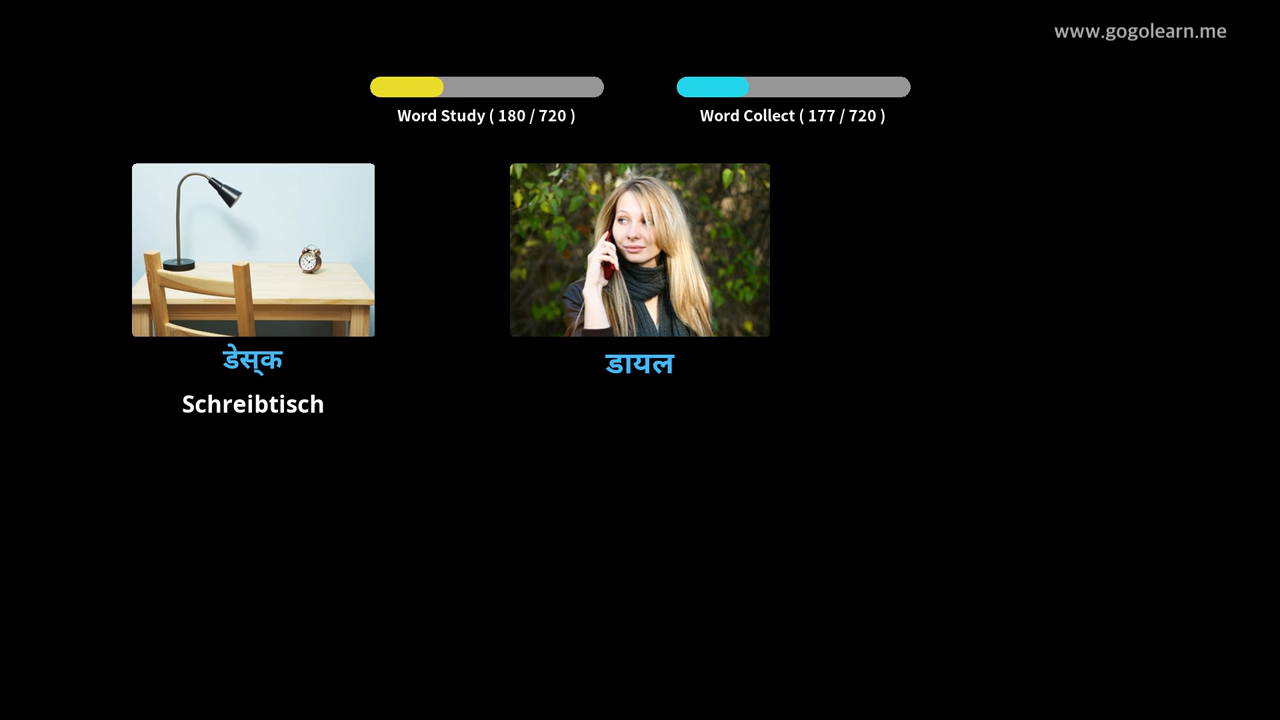 www.gogolearn.me
Word Study ( 180 / 720 )
Word Collect ( 177 / 720 )
डेस्‌क
डायल
Schreibtisch